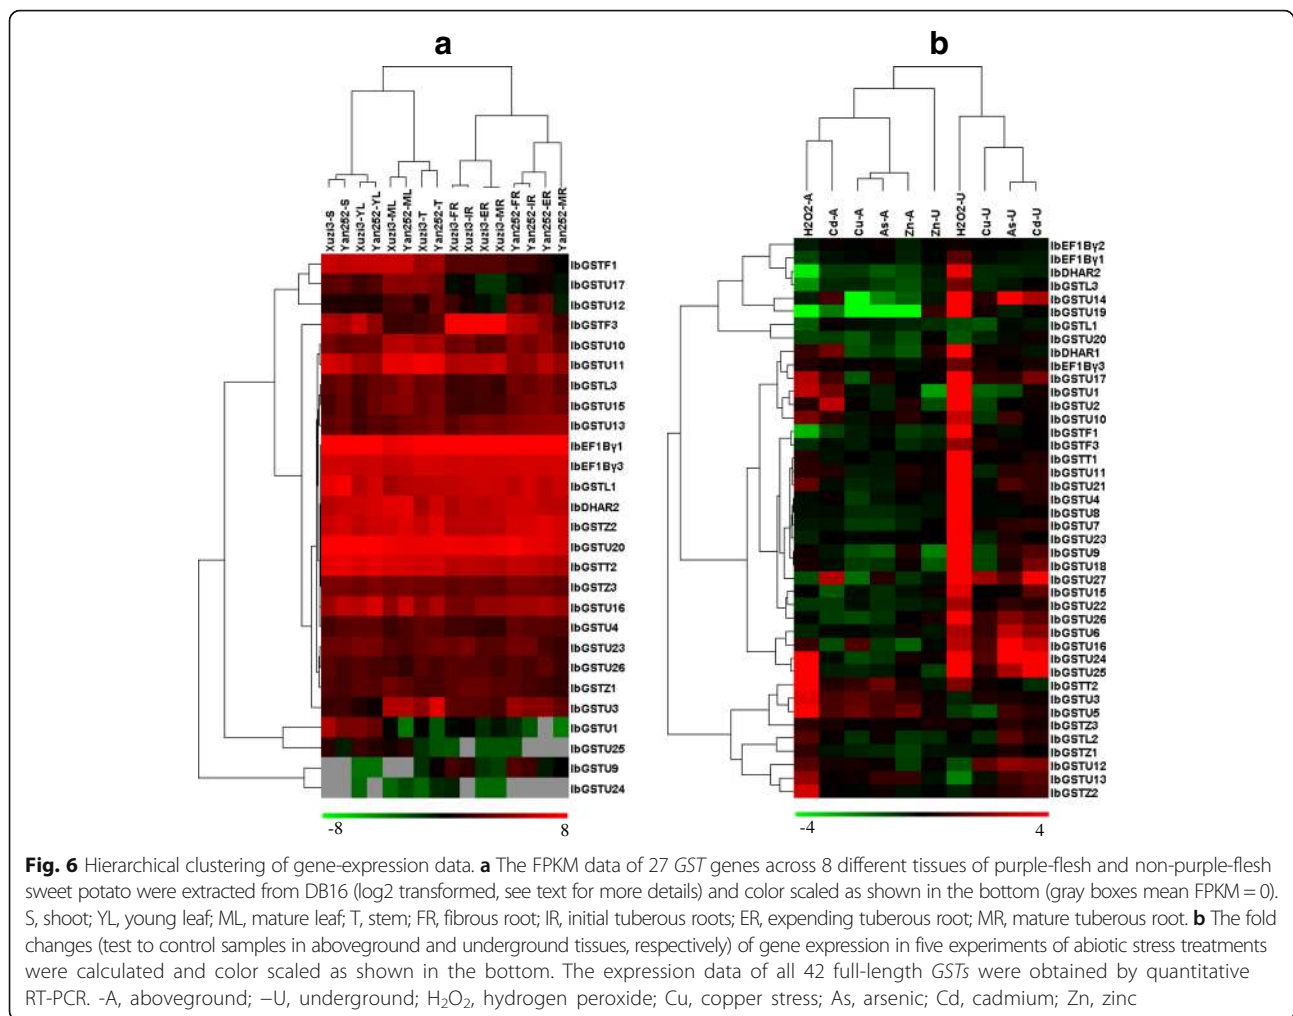 a
b
Xuzi3-S
Yan252-S
Xuzi3-YL
Yan252-YL
Xuzi3-ML
Yan252-ML
Xuzi3-T
Yan252-T
Xuzi3-FR
Xuzi3-IR
Xuzi3-ER
Xuzi3-MR
Yan252-FR
Yan252-IR
Yan252-ER
Yan252-MR
IbGSTF1
IbGSTU17
IbGSTU12
IbGSTF3
IbGSTU10
IbGSTU11
IbGSTL3
IbGSTU15
IbGSTU13
IbEF1Bγ1
IbEF1Bγ3
IbGSTL1
IbDHAR2
IbGSTZ2
IbGSTU20
IbGSTT2
IbGSTZ3
IbGSTU16
IbGSTU4
IbGSTU23
IbGSTU26
IbGSTZ1
IbGSTU3
IbGSTU1
IbGSTU25
IbGSTU9
IbGSTU24
-8
8
H2O2-A
Cd-A
Cu-A
As-A
Zn-A
Zn-U
H2O2-U
Cu-U
As-U
Cd-U
IbEF1Bγ2
IbEF1Bγ1
IbDHAR2
IbGSTL3
IbGSTU14
IbGSTU19
IbGSTL1
IbGSTU20
IbDHAR1
IbEF1Bγ3
IbGSTU17
IbGSTU1
IbGSTU2
IbGSTU10
IbGSTF1
IbGSTF3
IbGSTT1
IbGSTU11
IbGSTU21
IbGSTU4
IbGSTU8
IbGSTU7
IbGSTU23
IbGSTU9
IbGSTU18
IbGSTU27
IbGSTU15
IbGSTU22
IbGSTU26
IbGSTU6
IbGSTU16
IbGSTU24
IbGSTU25
IbGSTT2
IbGSTU3
IbGSTU5
IbGSTZ3
IbGSTL2
IbGSTZ1
IbGSTU12
IbGSTU13
IbGSTZ2
-4
4
Fig. 6 Hierarchical clustering of gene-expression data. a The FPKM data of 27 GST genes across 8 different tissues of purple-flesh and non-purple-flesh
sweet potato were extracted from DB16 (log2 transformed, see text for more details) and color scaled as shown in the bottom (gray boxes mean FPKM = 0).
S, shoot; YL, young leaf; ML, mature leaf; T, stem; FR, fibrous root; IR, initial tuberous roots; ER, expending tuberous root; MR, mature tuberous root. b The fold
changes (test to control samples in aboveground and underground tissues, respectively) of gene expression in five experiments of abiotic stress treatments
were calculated and color scaled as shown in the bottom. The expression data of all 42 full-length GSTs were obtained by quantitative
RT-PCR. -A, aboveground; −U, underground; H₂O₂, hydrogen peroxide; Cu, copper stress; As, arsenic; Cd, cadmium; Zn, zinc